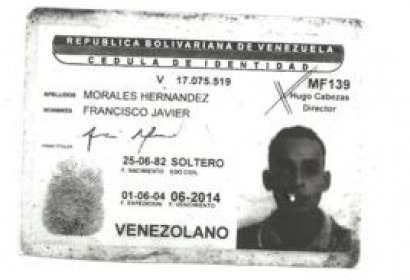 REPUBLICA BOLIVARIANA DE VENEZUELA
CEDULA DE IDENTIDAD
V 17.075.519
MF139
APELLIDOS MORALES HERNANDEZ
Hugo Cabezas
NOMBRES FRANCISCO JAVIER
Director
FIRMA TITULAR
25-06-82 SOLTERO
F. NACIMIENTO EDO CIVIL
01-06-04 06-2014
F. EXPEDICION F. VENCIMIENTO
VENEZOLANO